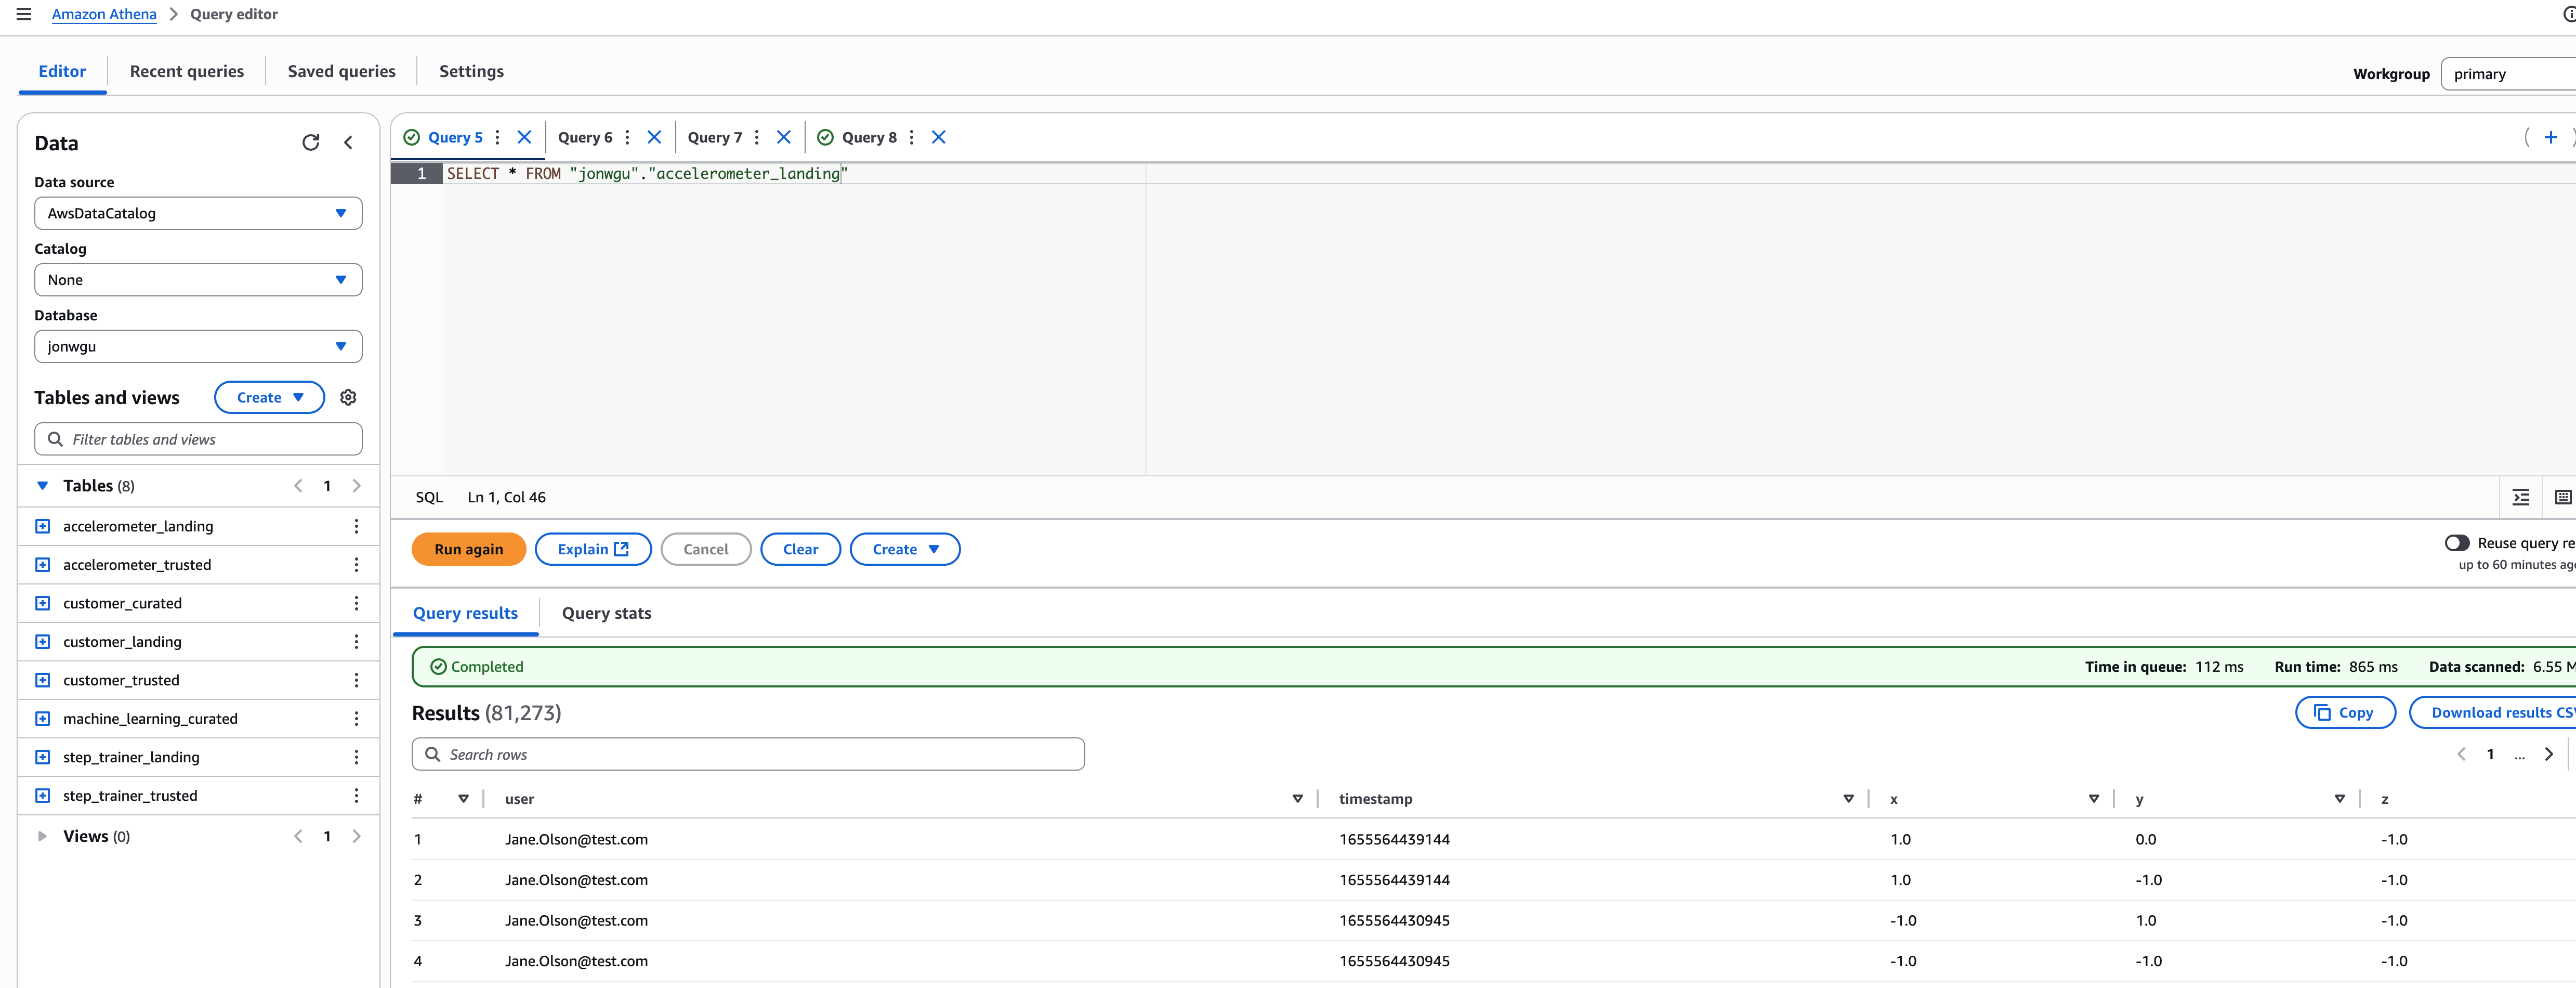 Amazon Athena > Query editor
Editor Recent queries Saved queries Settings
Workgroup primary
Data
Data source
AwsDataCatalog
Catalog
None
Database
jonwgu
Tables and views Create
Filter tables and views
Tables (8) < 1 >
accelerometer_landing
accelerometer_trusted
customer_curated
customer_landing
customer_trusted
machine_learning_curated
step_trainer_landing
step_trainer_trusted
Views (0) < 1 >
Query 5 Query 6 Query 7 Query 8
1 SELECT * FROM "jonwgu"."accelerometer_landing"
SQL Ln 1, Col 46
Run again Explain Cancel Clear Create
Reuse query re
up to 60 minutes ag
Query results Query stats
Completed
Time in queue: 112 ms Run time: 865 ms Data scanned: 6.55 M
Results (81,273)
Copy Download results CS
Search rows
< 1 ... >
# user timestamp x y z
1 Jane.Olson@test.com 1655564439144 1.0 0.0 -1.0
2 Jane.Olson@test.com 1655564439144 1.0 -1.0 -1.0
3 Jane.Olson@test.com 1655564430945 -1.0 1.0 -1.0
4 Jane.Olson@test.com 1655564430945 -1.0 -1.0 -1.0